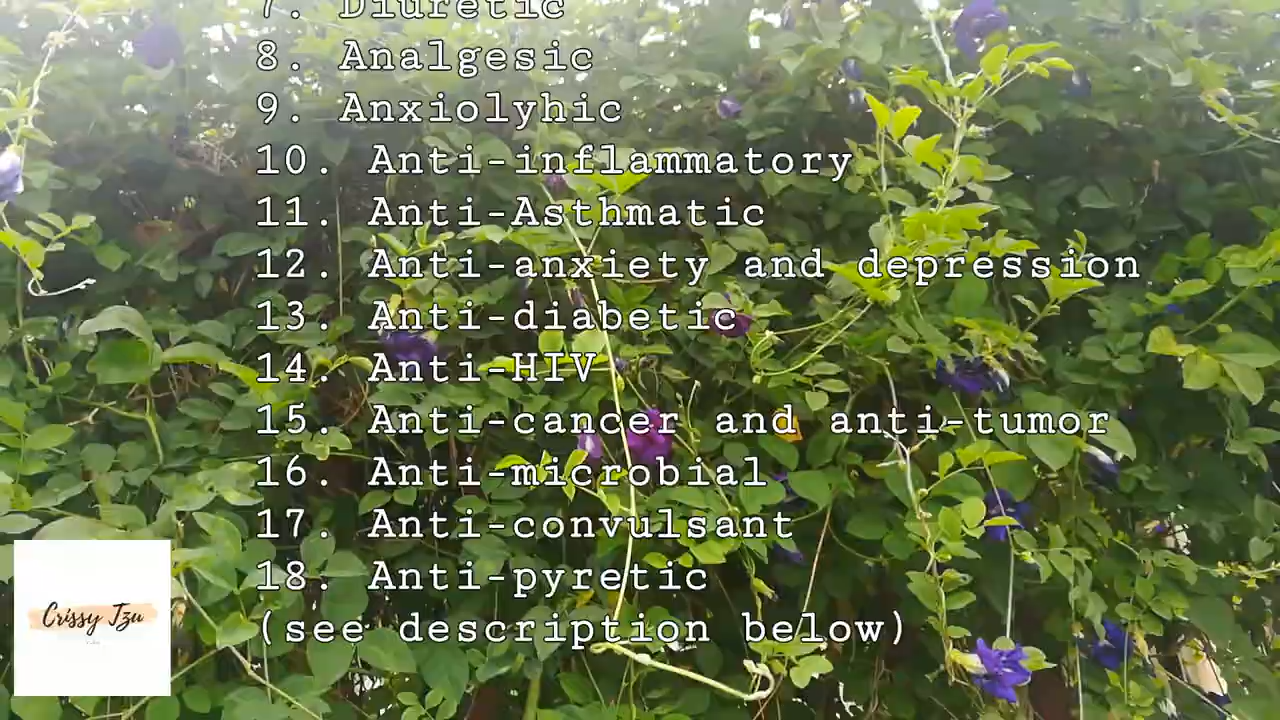 7. Diuretic
8. Analgesic
9. Anxiolyhic
10. Anti-inflammatory
11. Anti-Asthmatic
12. Anti-anxiety and depression
13. Anti-diabetic
14. Anti-HIV
15. Anti-cancer and anti-tumor
16. Anti-microbial
17. Anti-convulsant
18. Anti-pyretic
(see description below)
Crissy Tzu